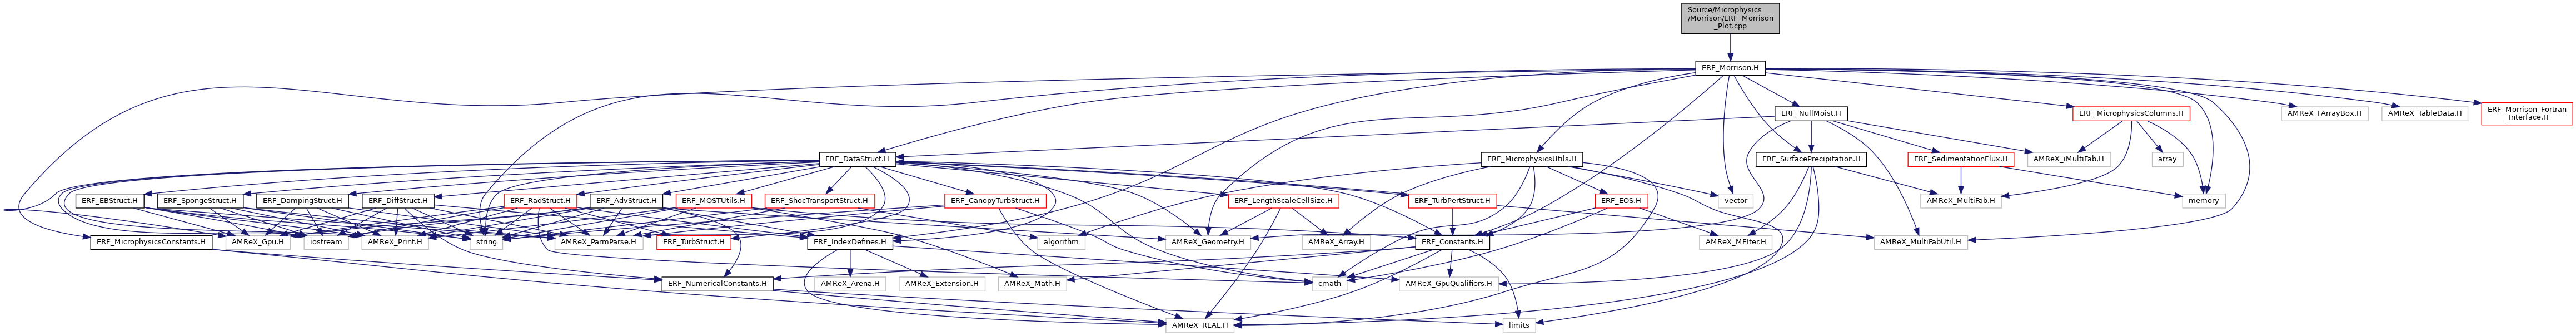 Source/Microphysics
/Morrison/ERF_Morrison
_Plot.cpp
ERF_Morrison.H
ERF_NullMoist.H
ERF_MicrophysicsColumns.H
AMReX_FArrayBox.H
AMReX_TableData.H
ERF_Morrison_Fortran
_Interface.H
ERF_DataStruct.H
ERF_MicrophysicsUtils.H
ERF_SurfacePrecipitation.H
ERF_SedimentationFlux.H
AMReX_iMultiFab.H
array
ERF_EBStruct.H
ERF_SpongeStruct.H
ERF_DampingStruct.H
ERF_DiffStruct.H
ERF_RadStruct.H
ERF_AdvStruct.H
ERF_MOSTUtils.H
ERF_ShocTransportStruct.H
ERF_CanopyTurbStruct.H
ERF_LengthScaleCellSize.H
ERF_TurbPertStruct.H
ERF_EOS.H
vector
AMReX_MultiFab.H
memory
ERF_MicrophysicsConstants.H
AMReX_Gpu.H
iostream
AMReX_Print.H
string
AMReX_ParmParse.H
ERF_TurbStruct.H
ERF_IndexDefines.H
algorithm
AMReX_Geometry.H
AMReX_Array.H
ERF_Constants.H
AMReX_MFIter.H
AMReX_MultiFabUtil.H
ERF_NumericalConstants.H
AMReX_Arena.H
AMReX_Extension.H
AMReX_Math.H
cmath
AMReX_GpuQualifiers.H
AMReX_REAL.H
limits